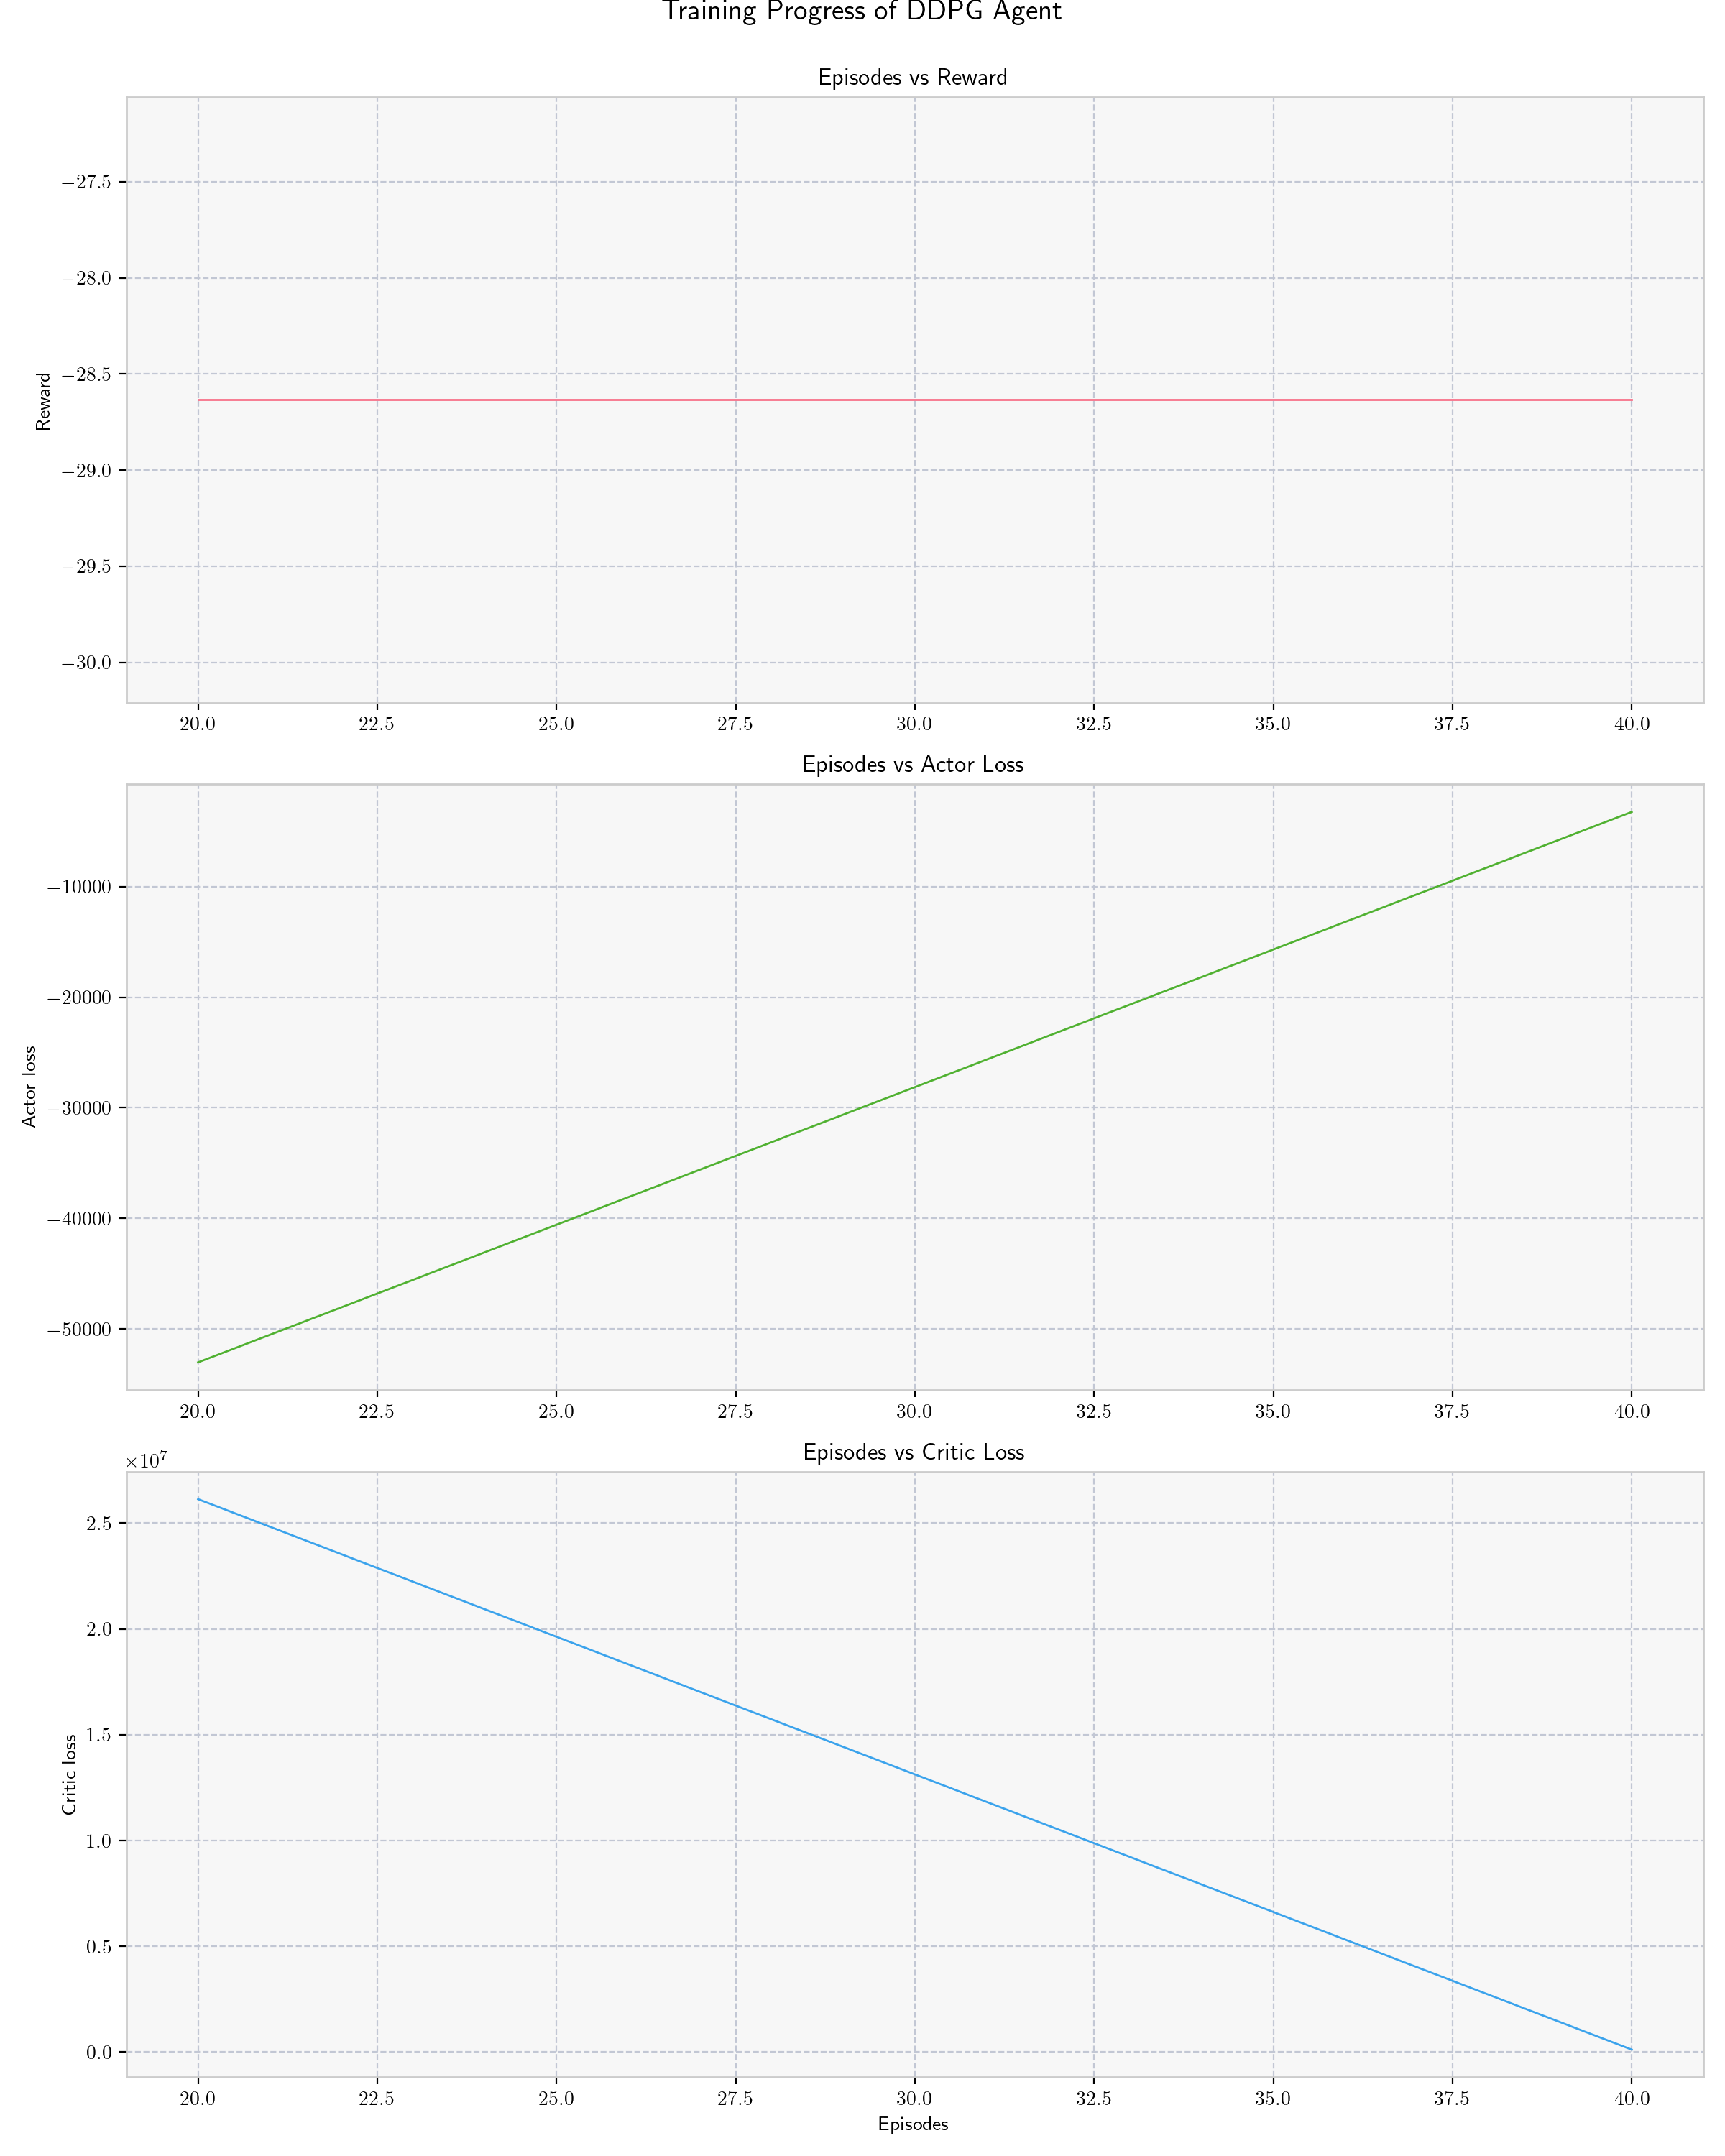 Training Progress of DDPG Agent
Episodes vs Reward
Reward
−27.5
−28.0
−28.5
−29.0
−29.5
−30.0
20.0 22.5 25.0 27.5 30.0 32.5 35.0 37.5 40.0
Episodes vs Actor Loss
Actor loss
−10000
−20000
−30000
−40000
−50000
20.0 22.5 25.0 27.5 30.0 32.5 35.0 37.5 40.0
Episodes vs Critic Loss
×10⁷
Critic loss
2.5
2.0
1.5
1.0
0.5
0.0
20.0 22.5 25.0 27.5 30.0 32.5 35.0 37.5 40.0
Episodes